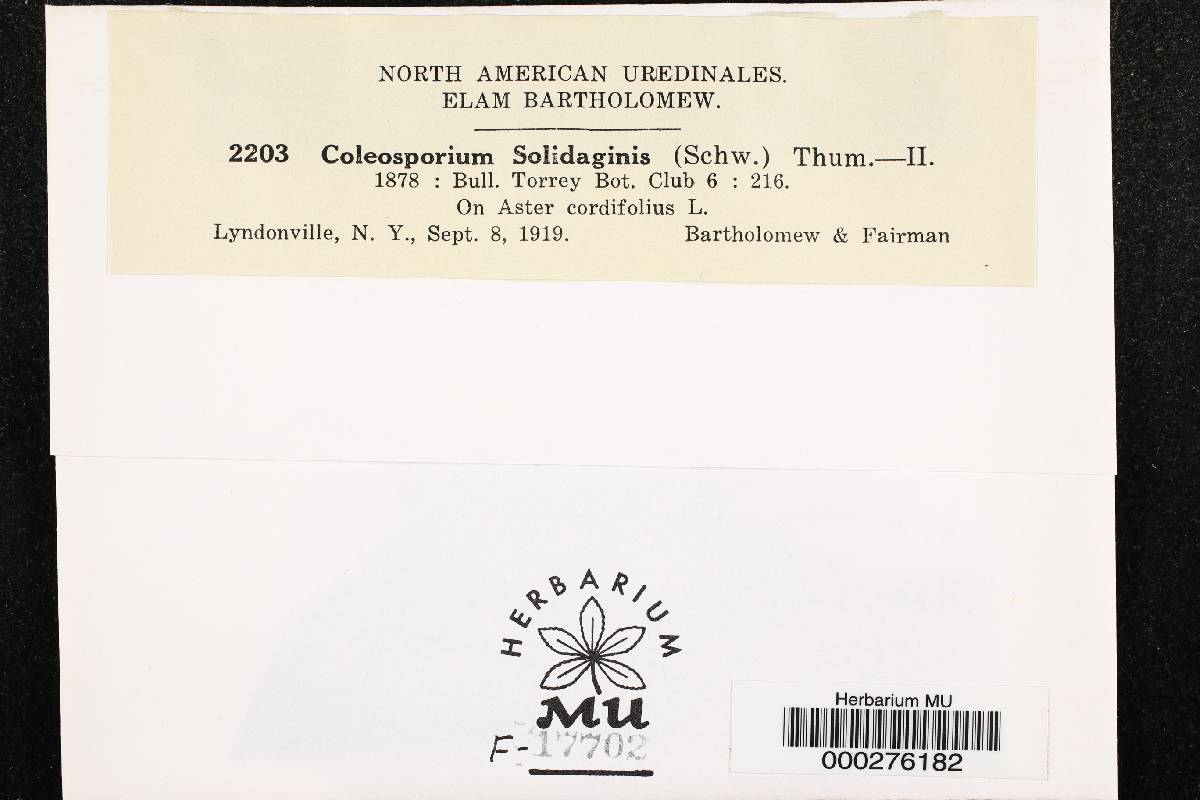 NORTH AMERICAN UREDINALES.
ELAM BARTHOLOMEW.
2203 Coleosporium Solidaginis (Schw.) Thum.—II.
1878 : Bull. Torrey Bot. Club 6 : 216.
On Aster cordifolius L.
Lyndonville, N. Y., Sept. 8, 1919. Bartholomew & Fairman
HERBARIUM
MU
F-17702
Herbarium MU
000276182